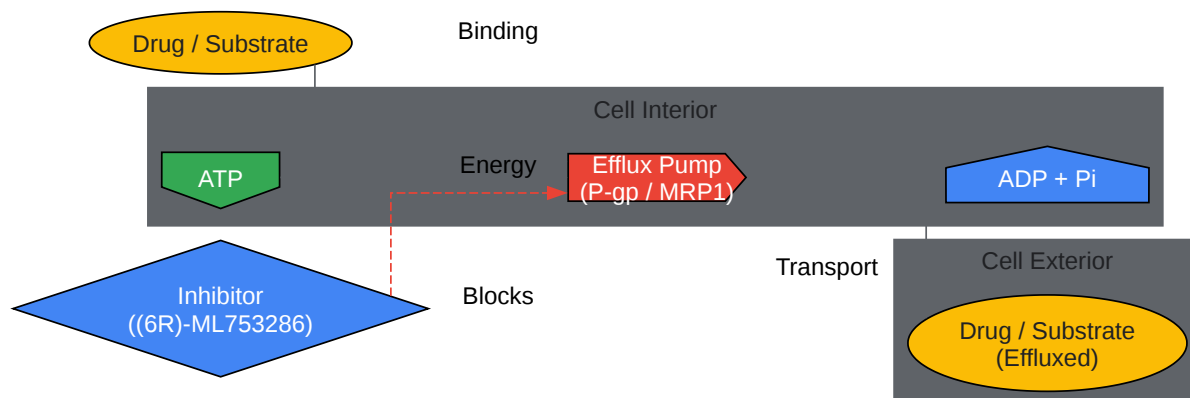 Drug / Substrate
Binding
Cell Interior
ATP
Energy
Efflux Pump
(P-gp / MRP1)
ADP + Pi
Inhibitor
((6R)-ML753286)
Blocks
Transport
Cell Exterior
Drug / Substrate
(Effluxed)